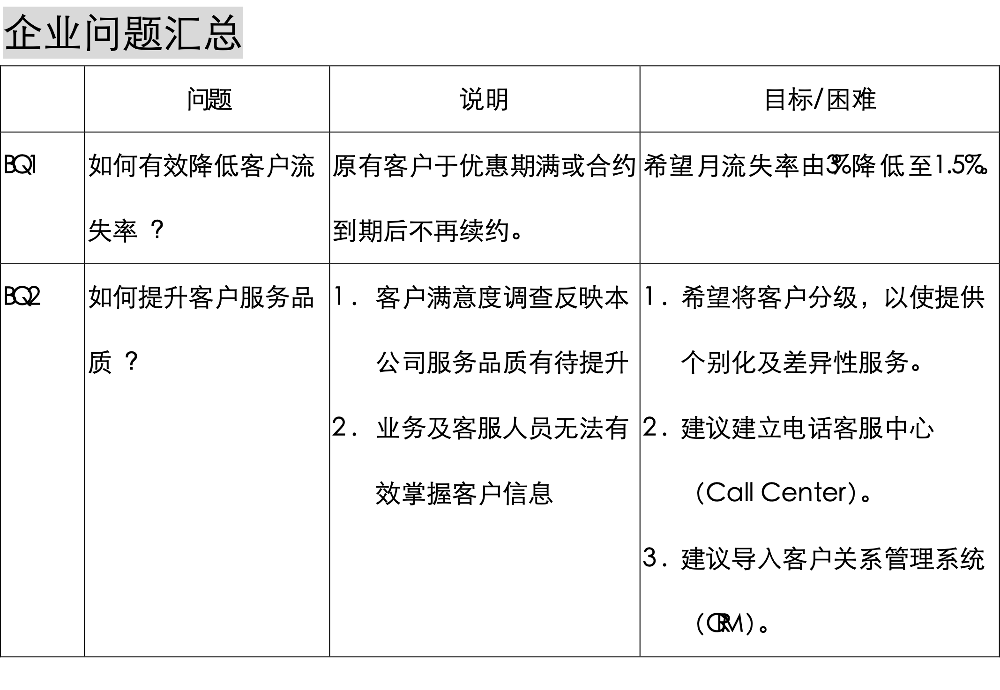 企业问题汇总
问题 说明 目标/困难
BQ1 如何有效降低客户流 原有客户于优惠期满或合约 希望月流失率由3%降低至1.5%。
失率 ? 到期后不再续约。
BQ2 如何提升客户服务品 1. 客户满意度调查反映本 1. 希望将客户分级，以使提供
质 ? 公司服务品质有待提升 个别化及差异性服务。
2. 业务及客服人员无法有 2. 建议建立电话客服中心
效掌握客户信息 (Call Center)。
3. 建议导入客户关系管理系统
(CRM)。